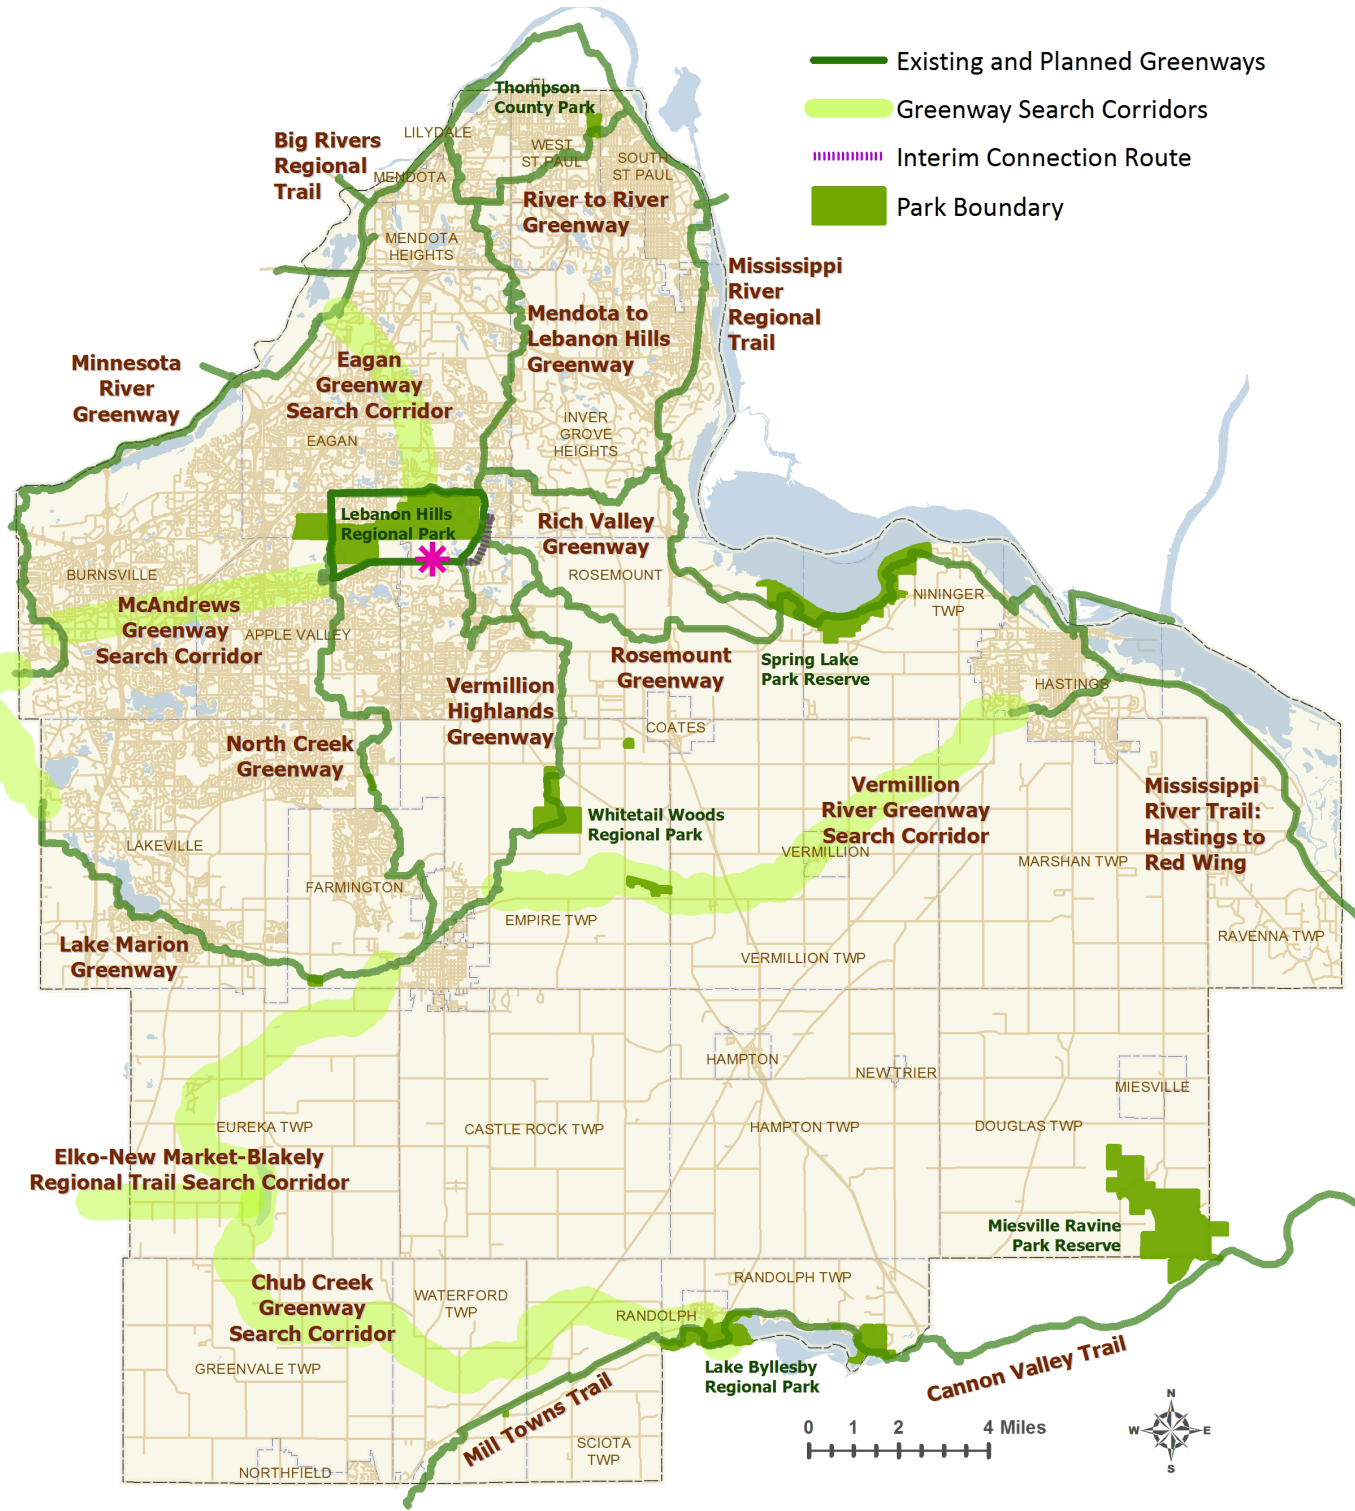 Existing and Planned Greenways
Greenway Search Corridors
Interim Connection Route
Park Boundary
Thompson
County Park
LILYDALE
Big Rivers
Regional
Trail
MENDOTA
WEST
ST PAUL
SOUTH
ST PAUL
River to River
Greenway
MENDOTA
HEIGHTS
Mississippi
River
Regional
Trail
Mendota to
Lebanon Hills
Greenway
Minnesota
River
Greenway
Eagan
Greenway
Search Corridor
EAGAN
INVER
GROVE
HEIGHTS
Lebanon Hills
Regional Park
Rich Valley
Greenway
ROSEMOUNT
BURNSVILLE
McAndrews
Greenway
Search Corridor
APPLE VALLEY
NININGER
TWP
Rosemount
Greenway
Spring Lake
Park Reserve
HASTINGS
Vermillion
Highlands
Greenway
COATES
North Creek
Greenway
Vermillion
River Greenway
Search Corridor
Mississippi
River Trail:
Hastings to
Red Wing
Whitetail Woods
Regional Park
LAKEVILLE
VERMILLION
MARSHAN TWP
FARMINGTON
EMPIRE TWP
RAVENNA TWP
Lake Marion
Greenway
VERMILLION TWP
HAMPTON
NEW TRIER
MIESVILLE
EUREKA TWP
CASTLE ROCK TWP
HAMPTON TWP
DOUGLAS TWP
Elko-New Market-Blakely
Regional Trail Search Corridor
Miesville Ravine
Park Reserve
Chub Creek
Greenway
Search Corridor
WATERFORD
TWP
RANDOLPH TWP
RANDOLPH
GREENVALE TWP
Lake Byllesby
Regional Park
Cannon Valley Trail
Mill Towns Trail
SCIOTA
TWP
NORTHFIELD
0 1 2 4 Miles
N
W E
S